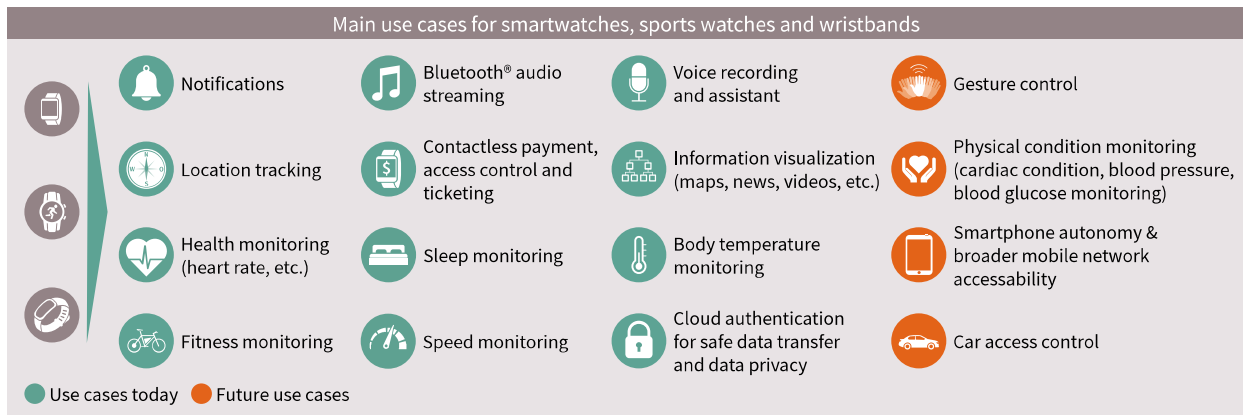 Main use cases for smartwatches, sports watches and wristbands
Notifications
Location tracking
Health monitoring
(heart rate, etc.)
Fitness monitoring
Bluetooth® audio
streaming
Contactless payment,
access control and
ticketing
$
Sleep monitoring
Speed monitoring
Voice recording
and assistant
Information visualization
(maps, news, videos, etc.)
Body temperature
monitoring
Cloud authentication
for safe data transfer
and data privacy
Gesture control
Physical condition monitoring
(cardiac condition, blood pressure,
blood glucose monitoring)
Smartphone autonomy &
broader mobile network
accessability
Car access control
Use cases today
Future use cases